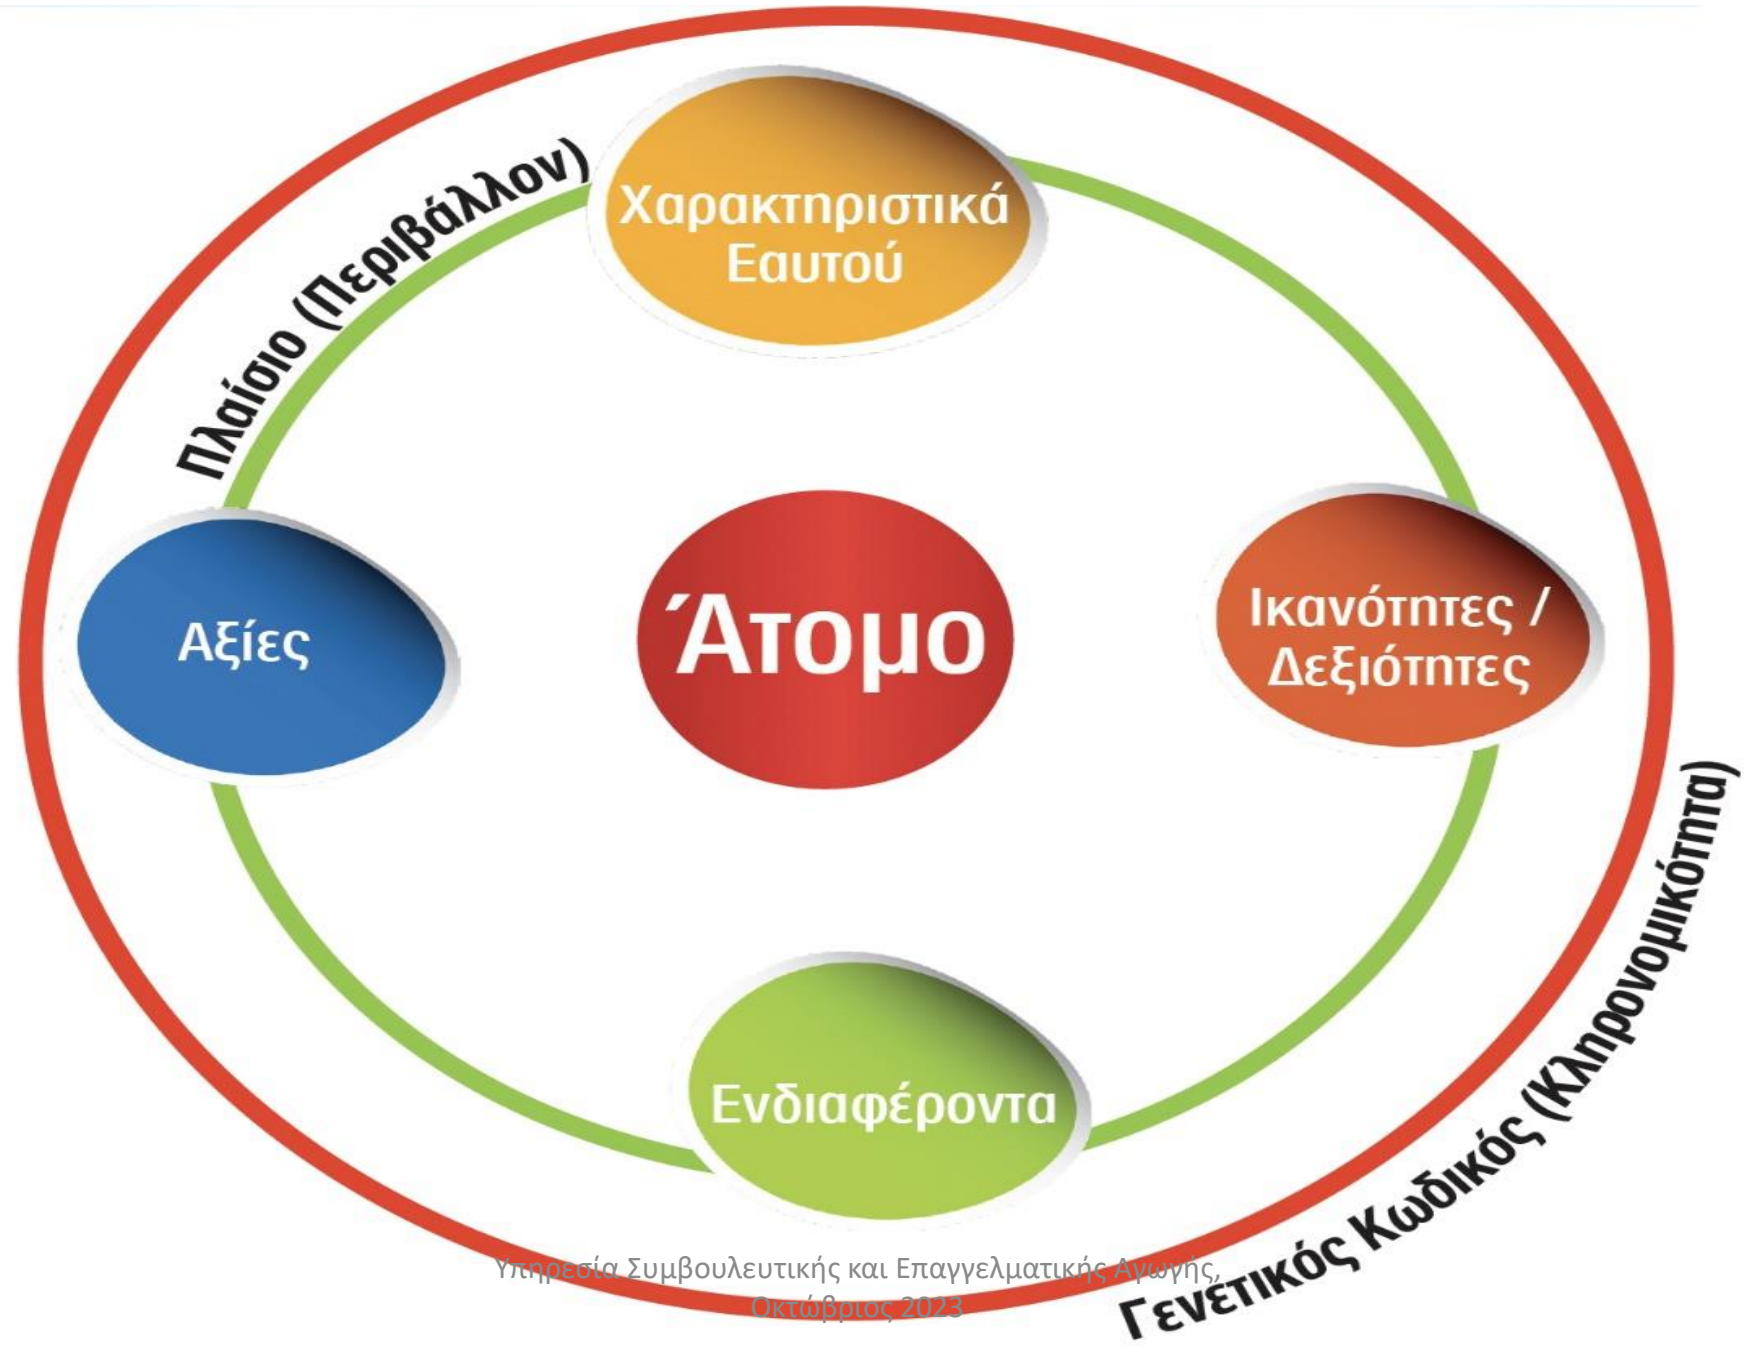 Πλαίσιο (Περιβάλλον)
Χαρακτηριστικά
Εαυτού
Αξίες
Άτομο
Ικανότητες /
Δεξιότητες
Ενδιαφέροντα
Γενετικός Κωδικός (Κληρονομικότητα)
Υπηρεσία Συμβουλευτικής και Επαγγελματικής Αγωγής,
Οκτώβριος 2023